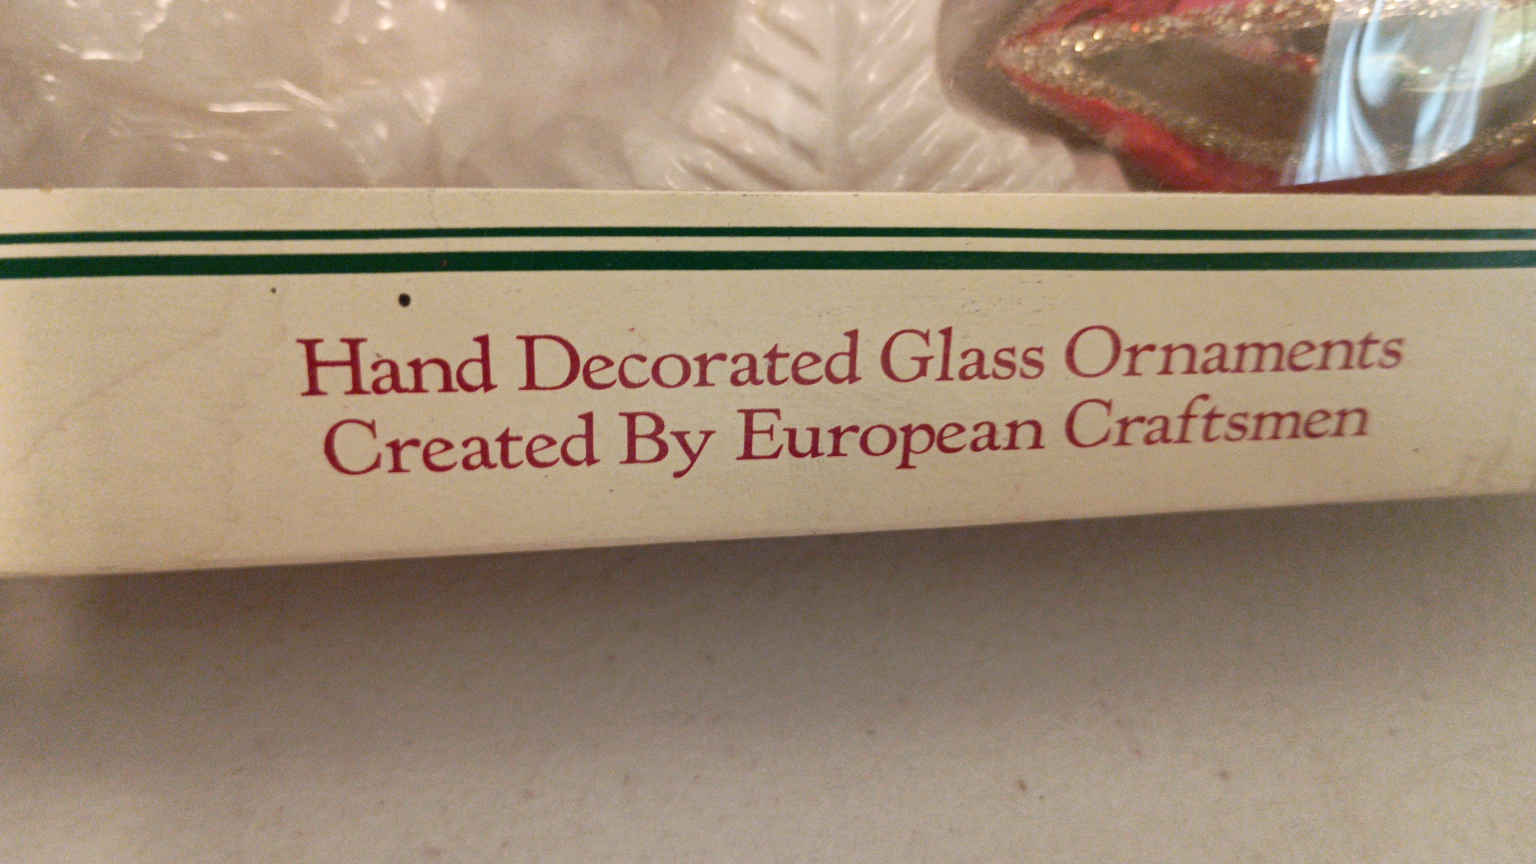 Hand Decorated Glass Ornaments
Created By European Craftsmen